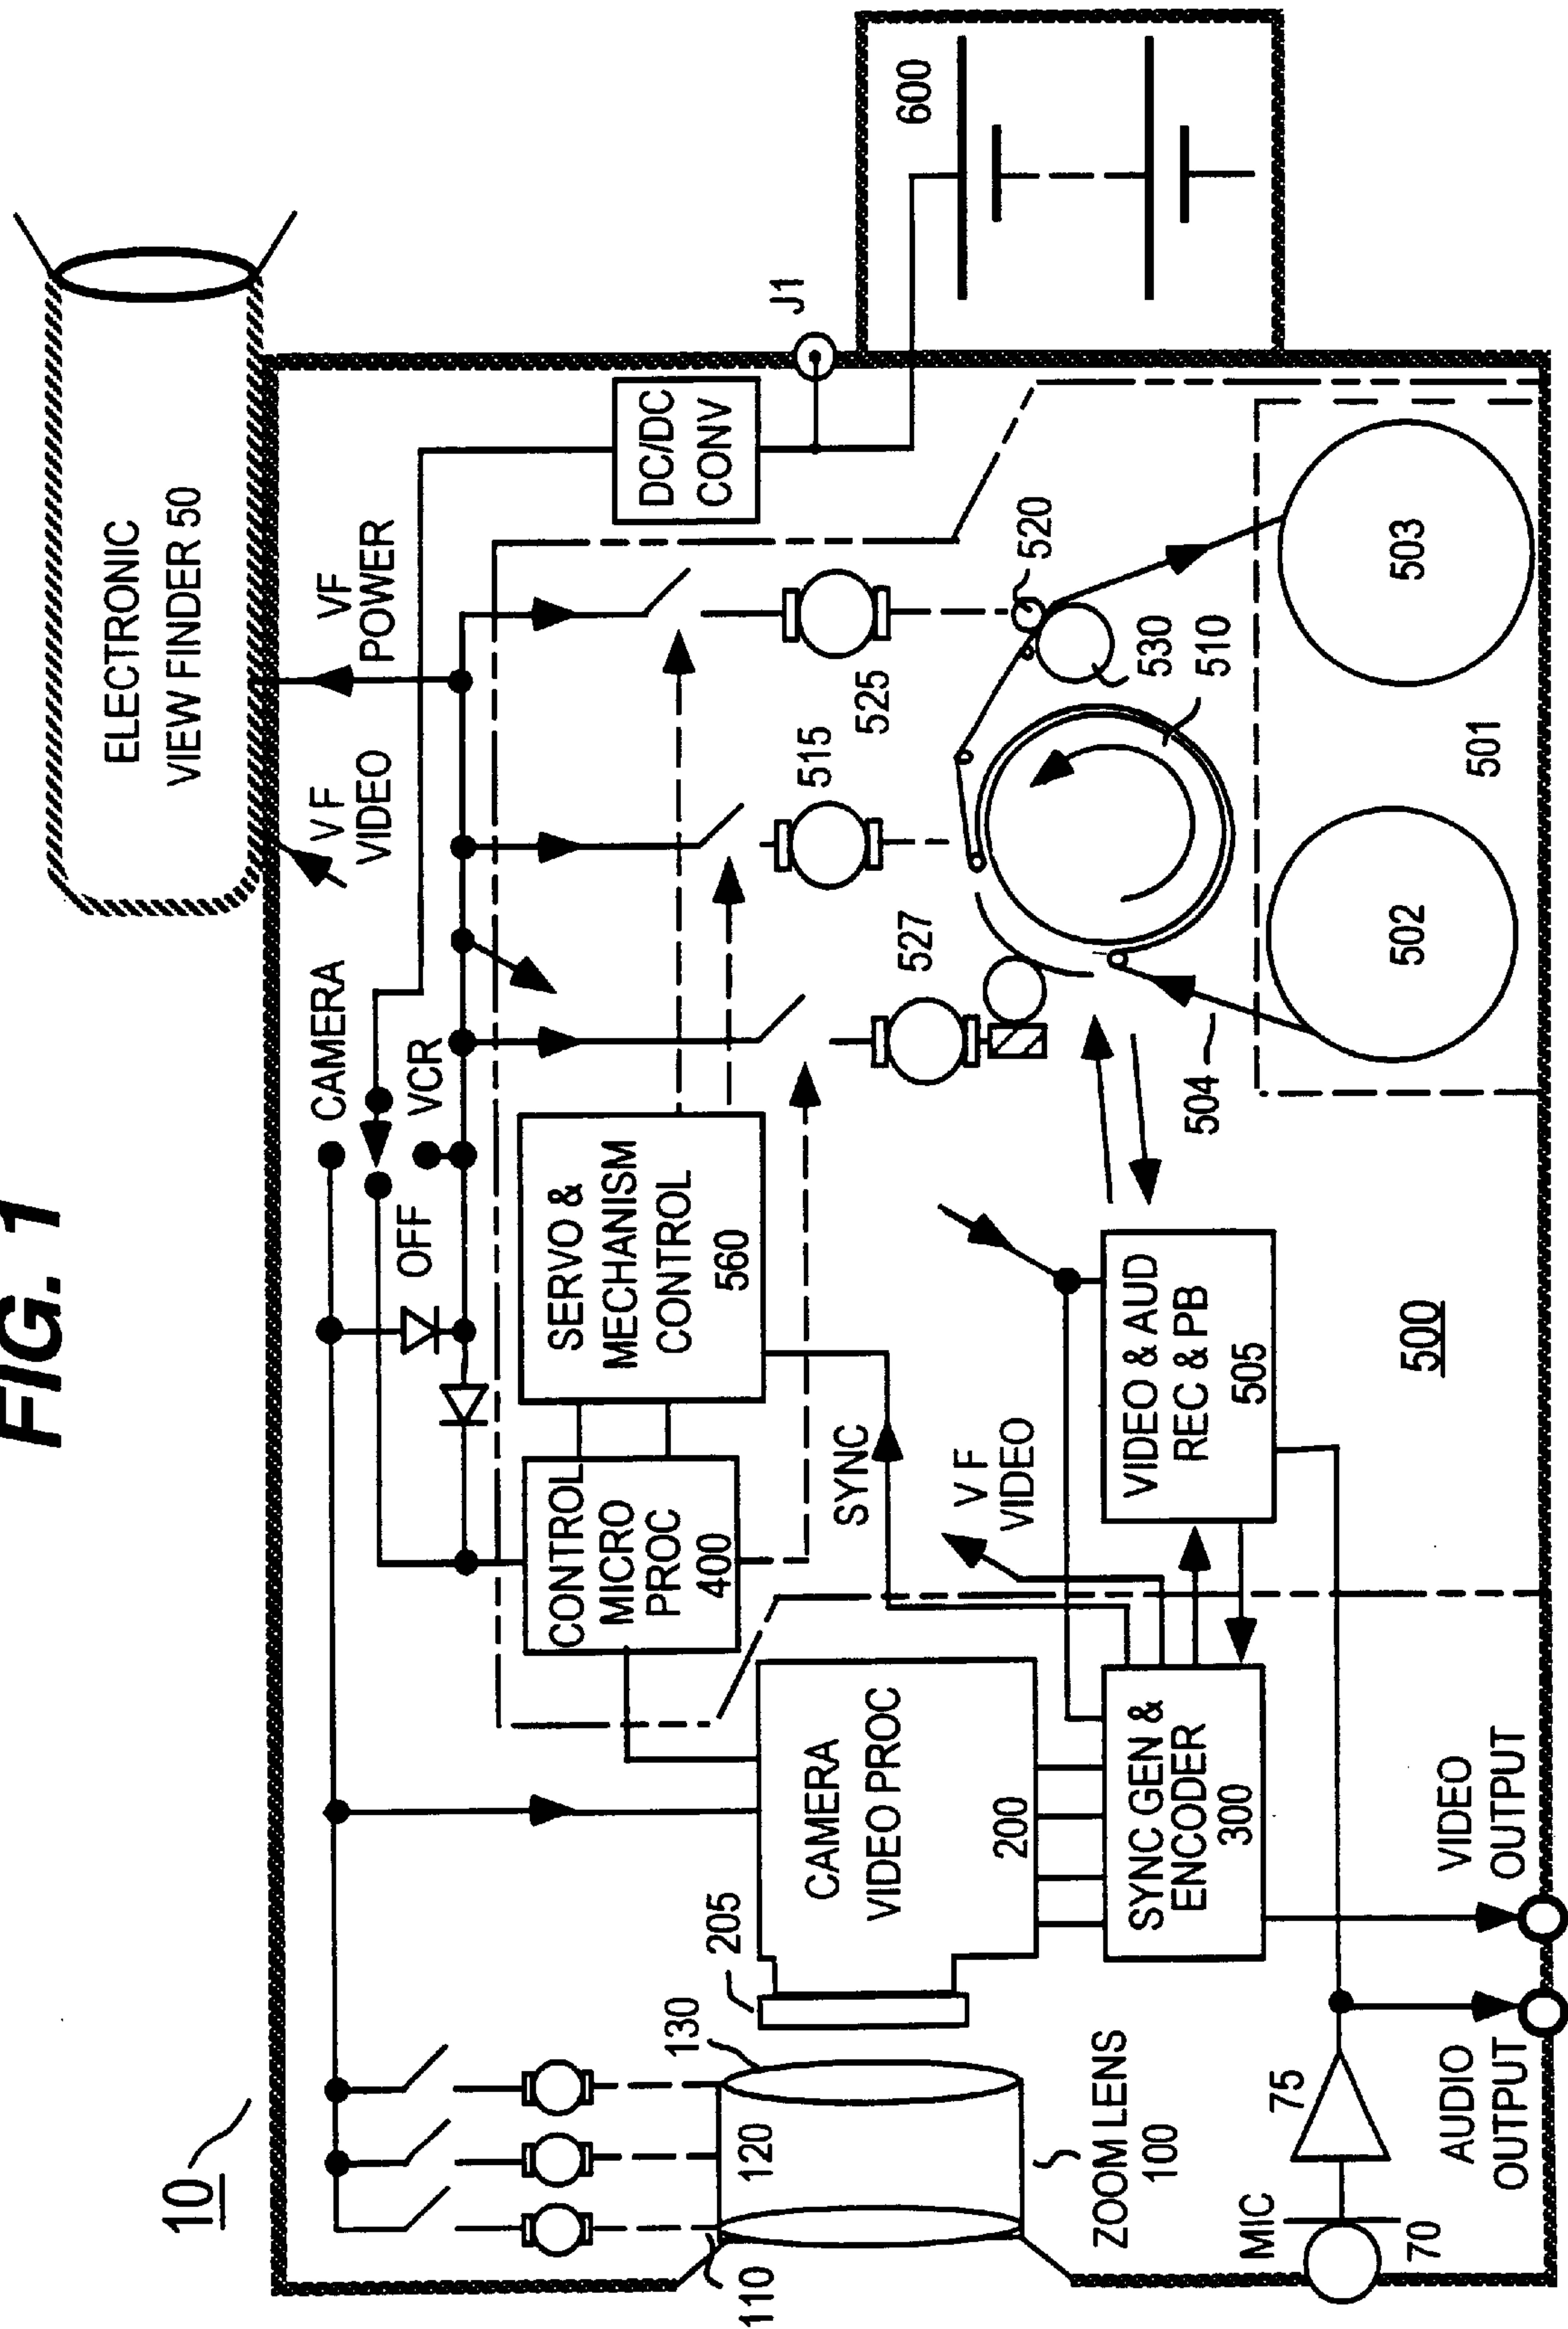 FIG. 1
10
ELECTRONIC
VIEW FINDER 50
V F
VIDEO
VF
POWER
CAMERA
OFF
VCR
DC/DC
CONV
J1
600
CONTROL
MICRO
PROC
400
SERVO &
MECHANISM
CONTROL
560
527
515
525
520
530
510
504
SYNC
V F
VIDEO
110
120
130
ZOOM LENS
100
205
CAMERA
VIDEO PROC
200
SYNC GEN &
ENCODER
300
VIDEO & AUD
REC & PB
505
500
502
501
503
MIC
70
75
AUDIO
OUTPUT
VIDEO
OUTPUT